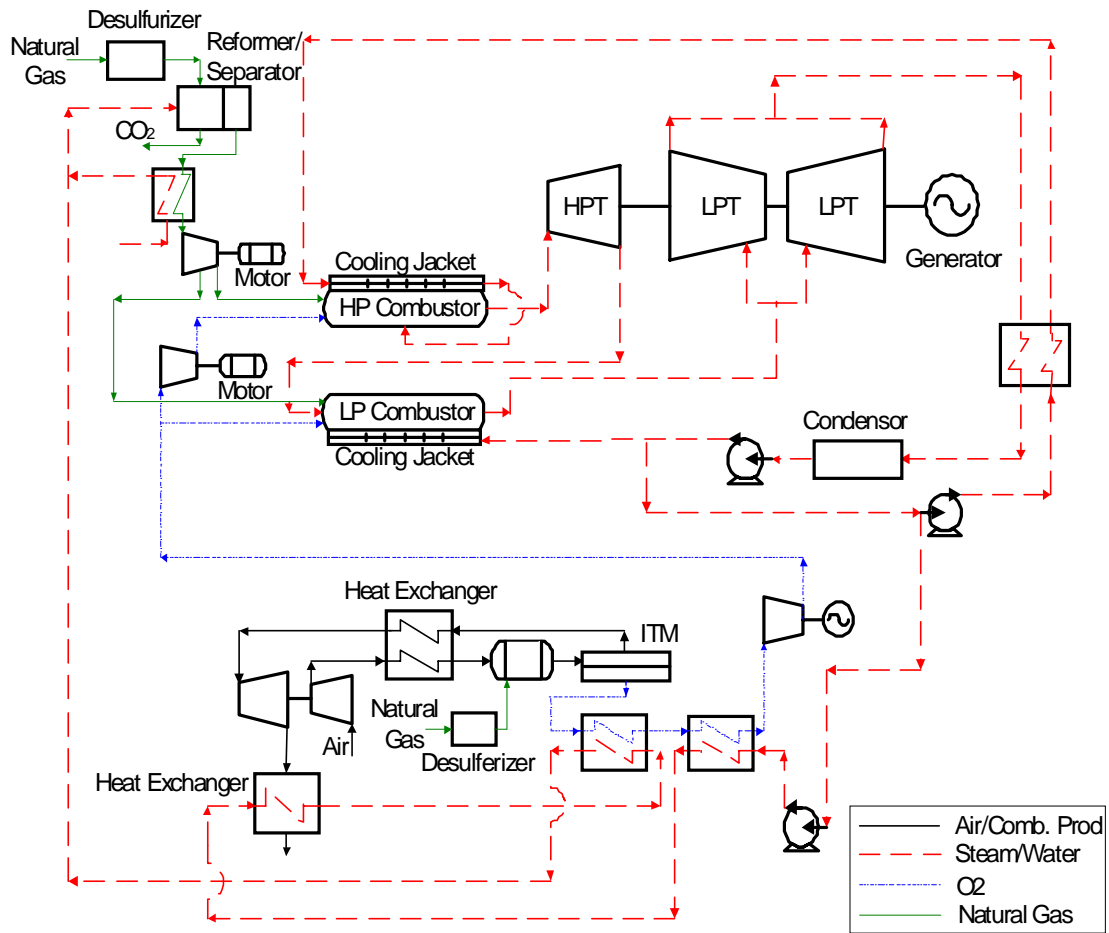 Desulfurizer
Natural
Gas
Reformer/
Separator
CO2
Motor
Cooling Jacket
HP Combustor
HPT
LPT
LPT
Generator
Motor
LP Combustor
Cooling Jacket
Condensor
Heat Exchanger
ITM
Natural
Gas
Air
Desulferizer
Heat Exchanger
Air/Comb. Prod
Steam/Water
O2
Natural Gas